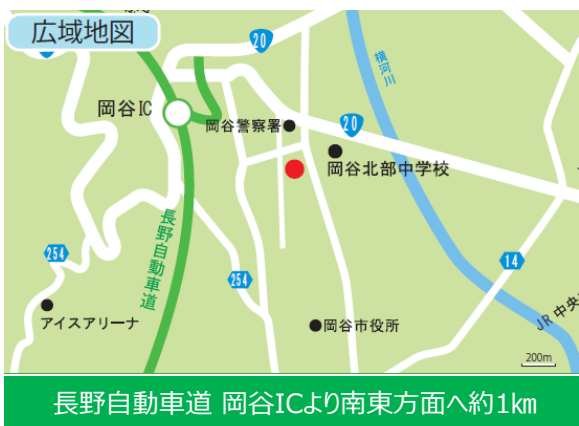 広域地図
20
横河川
岡谷IC
岡谷警察署
20
岡谷北部中学校
長野自動車道
254
254
14
アイスアリーナ
岡谷市役所
JR 中央
200m
長野自動車道 岡谷ICより南東方面へ約1km